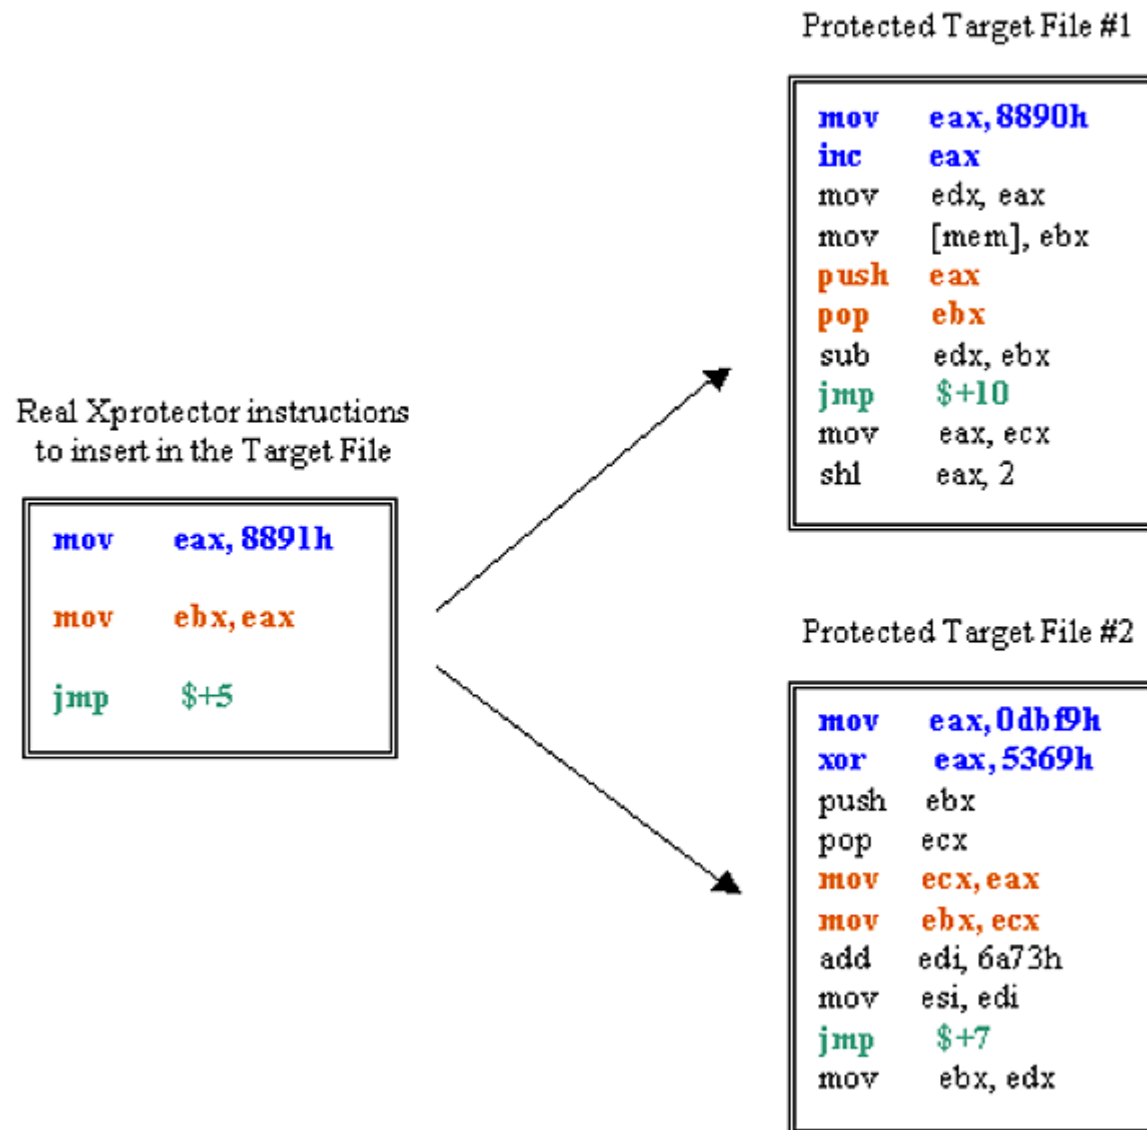 Protected Target File #1
mov eax, 8890h
inc eax
mov edx, eax
mov [mem], ebx
push eax
pop ebx
sub edx, ebx
jmp $+10
mov eax, ecx
shl eax, 2
Real Xprotector instructions
to insert in the Target File
mov eax, 8891h
mov ebx, eax
jmp $+5
Protected Target File #2
mov eax, 0dbf9h
xor eax, 5369h
push ebx
pop ecx
mov ecx, eax
mov ebx, ecx
add edi, 6a73h
mov esi, edi
jmp $+7
mov ebx, edx